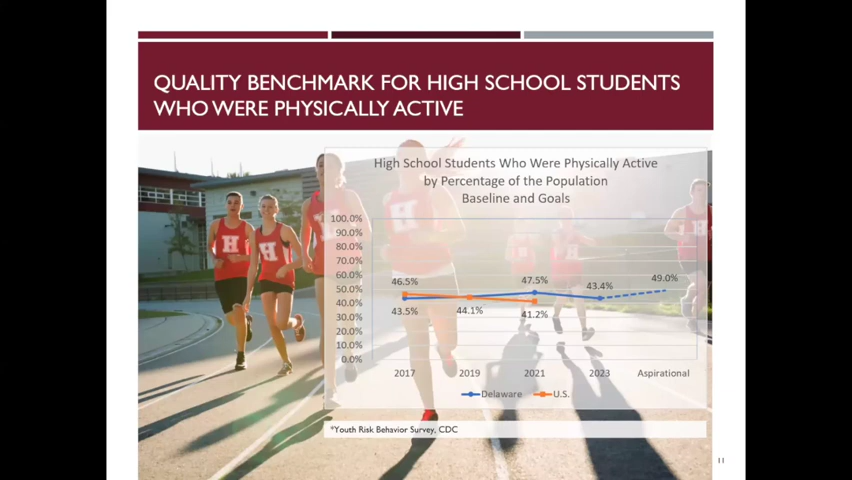 QUALITY BENCHMARK FOR HIGH SCHOOL STUDENTS
WHO WERE PHYSICALLY ACTIVE
High School Students Who Were Physically Active
by Percentage of the Population
Baseline and Goals
100.0%
90.0%
80.0%
70.0%
60.0%
50.0%
40.0%
30.0%
20.0%
10.0%
0.0%
46.5%
47.5%
43.4%
49.0%
43.5%
44.1%
41.2%
2017 2019 2021 2023 Aspirational
Delaware U.S.
*Youth Risk Behavior Survey, CDC
11
H
H
H
H
H